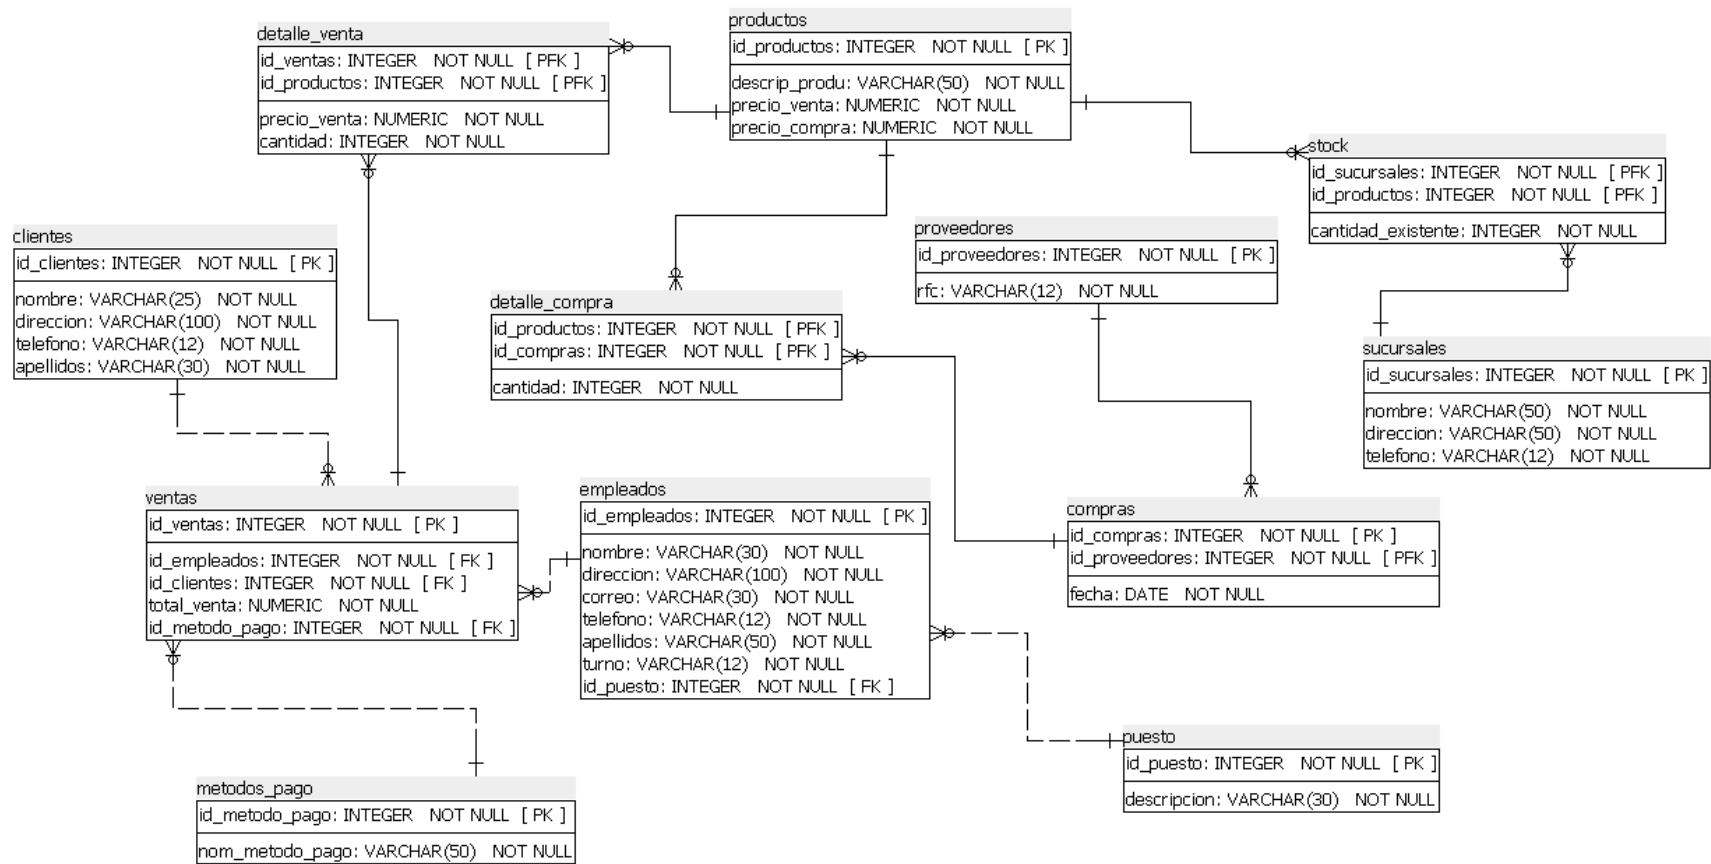 productos
id_productos: INTEGER NOT NULL [ PK ]
descrip_produ: VARCHAR(50) NOT NULL
precio_venta: NUMERIC NOT NULL
precio_compra: NUMERIC NOT NULL
detalle_venta
id_ventas: INTEGER NOT NULL [ PFK ]
id_productos: INTEGER NOT NULL [ PFK ]
precio_venta: NUMERIC NOT NULL
cantidad: INTEGER NOT NULL
stock
id_sucursales: INTEGER NOT NULL [ PFK ]
id_productos: INTEGER NOT NULL [ PFK ]
cantidad_existente: INTEGER NOT NULL
clientes
id_clientes: INTEGER NOT NULL [ PK ]
nombre: VARCHAR(25) NOT NULL
direccion: VARCHAR(100) NOT NULL
telefono: VARCHAR(12) NOT NULL
apellidos: VARCHAR(30) NOT NULL
proveedores
id_proveedores: INTEGER NOT NULL [ PK ]
rfc: VARCHAR(12) NOT NULL
detalle_compra
id_productos: INTEGER NOT NULL [ PFK ]
id_compras: INTEGER NOT NULL [ PFK ]
cantidad: INTEGER NOT NULL
sucursales
id_sucursales: INTEGER NOT NULL [ PK ]
nombre: VARCHAR(50) NOT NULL
direccion: VARCHAR(50) NOT NULL
telefono: VARCHAR(12) NOT NULL
ventas
id_ventas: INTEGER NOT NULL [ PK ]
id_empleados: INTEGER NOT NULL [ FK ]
id_clientes: INTEGER NOT NULL [ FK ]
total_venta: NUMERIC NOT NULL
id_metodo_pago: INTEGER NOT NULL [ FK ]
empleados
id_empleados: INTEGER NOT NULL [ PK ]
nombre: VARCHAR(30) NOT NULL
direccion: VARCHAR(100) NOT NULL
correo: VARCHAR(30) NOT NULL
telefono: VARCHAR(12) NOT NULL
apellidos: VARCHAR(50) NOT NULL
turno: VARCHAR(12) NOT NULL
id_puesto: INTEGER NOT NULL [ FK ]
compras
id_compras: INTEGER NOT NULL [ PK ]
id_proveedores: INTEGER NOT NULL [ PFK ]
fecha: DATE NOT NULL
puesto
id_puesto: INTEGER NOT NULL [ PK ]
descripcion: VARCHAR(30) NOT NULL
metodos_pago
id_metodo_pago: INTEGER NOT NULL [ PK ]
nom_metodo_pago: VARCHAR(50) NOT NULL